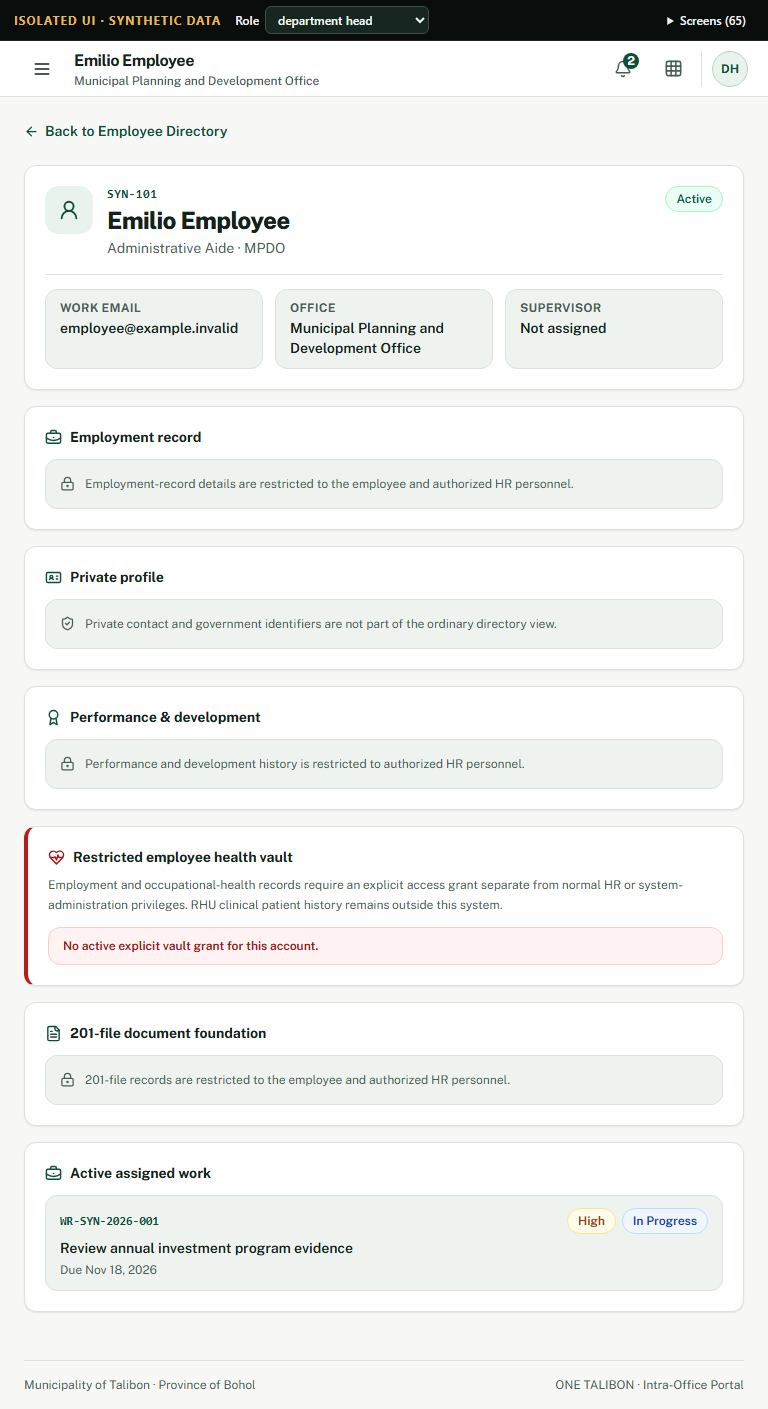 ISOLATED UI · SYNTHETIC DATA Role department head Screens (65)
Emilio Employee
Municipal Planning and Development Office
2
DH
Back to Employee Directory
SYN-101
Active
Emilio Employee
Administrative Aide · MPDO
WORK EMAIL
employee@example.invalid
OFFICE
Municipal Planning and
Development Office
SUPERVISOR
Not assigned
Employment record
Employment-record details are restricted to the employee and authorized HR personnel.
Private profile
Private contact and government identifiers are not part of the ordinary directory view.
Performance & development
Performance and development history is restricted to authorized HR personnel.
Restricted employee health vault
Employment and occupational-health records require an explicit access grant separate from normal HR or system-
administration privileges. RHU clinical patient history remains outside this system.
No active explicit vault grant for this account.
201-file document foundation
201-file records are restricted to the employee and authorized HR personnel.
Active assigned work
WR-SYN-2026-001
High In Progress
Review annual investment program evidence
Due Nov 18, 2026
Municipality of Talibon · Province of Bohol
ONE TALIBON · Intra-Office Portal